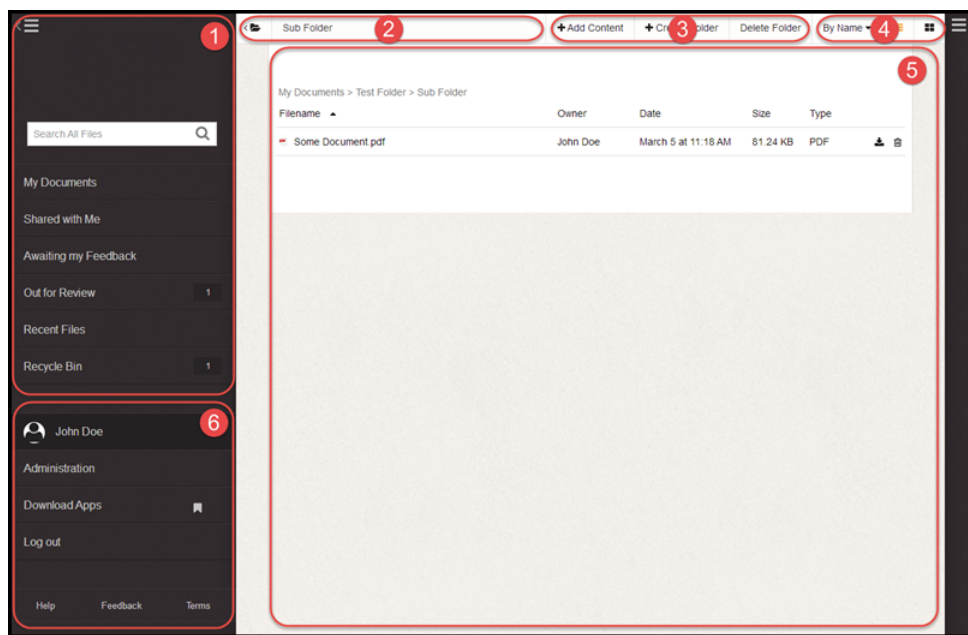 1
Search All Files
My Documents
Shared with Me
Awaiting my Feedback
Out for Review 1
Recent Files
Recycle Bin 1
6
John Doe
Administration
Download Apps
Log out
Help Feedback Terms
Sub Folder 2
+Add Content + Cr 3 older Delete Folder
By Name 4
5
My Documents > Test Folder > Sub Folder
Filename Owner Date Size Type
Some Document.pdf John Doe March 5 at 11:18 AM 81.24 KB PDF